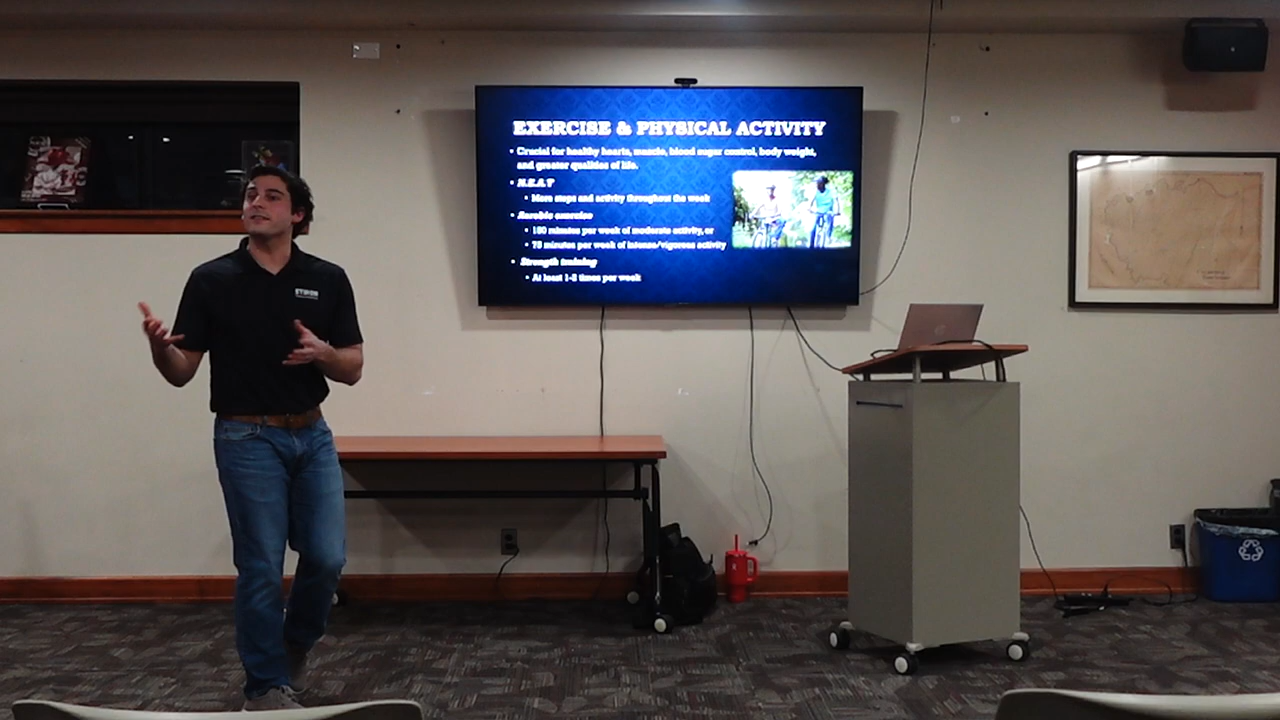 EXERCISE & PHYSICAL ACTIVITY
• Crucial for healthy hearts, muscle, blood sugar control, body weight,
and greater qualities of life.
• N.E.A.T
• More steps and activity throughout the week
• Aerobic exercise
• 150 minutes per week of moderate activity, or
• 75 minutes per week of intense/vigorous activity
• Strength training
• At least 1-2 times per week